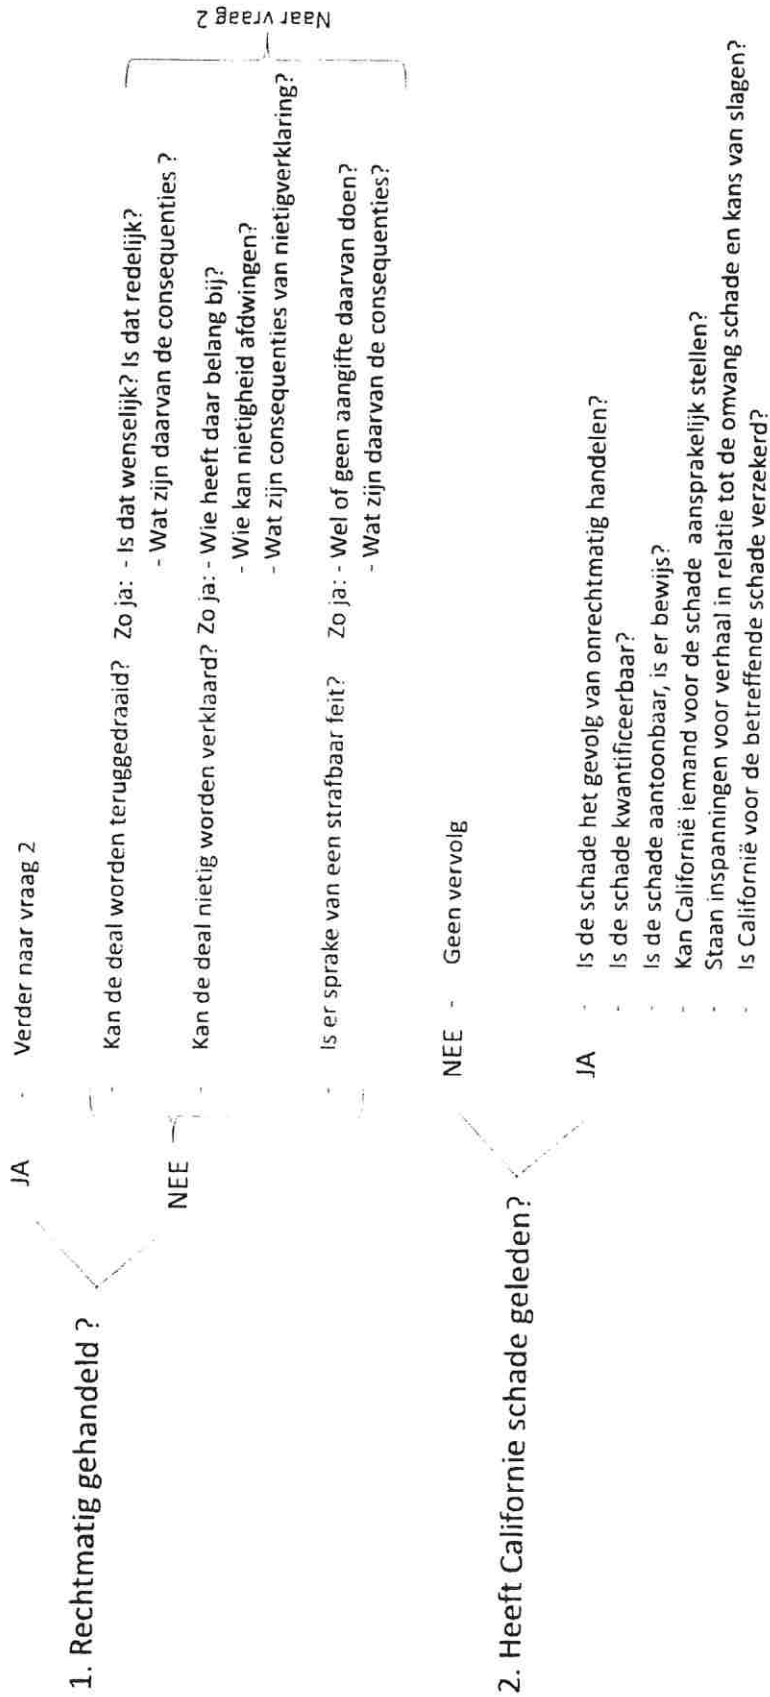 1. Rechtmatig gehandeld ?
JA - Verder naar vraag 2
NEE
- Kan de deal worden teruggedraaid? Zo ja: - Is dat wenselijk? Is dat redelijk?
- Wat zijn daarvan de consequenties ?
- Kan de deal nietig worden verklaard? Zo ja: - Wie heeft daar belang bij?
- Wie kan nietigheid afdwingen?
- Wat zijn consequenties van nietigverklaring?
- Is er sprake van een strafbaar feit? Zo ja: - Wel of geen aangifte daarvan doen?
- Wat zijn daarvan de consequenties?
Naar vraag 2
2. Heeft Californie schade geleden?
NEE - Geen vervolg
JA - Is de schade het gevolg van onrechtmatig handelen?
- Is de schade kwantificeerbaar?
- Is de schade aantoonbaar, is er bewijs?
- Kan Californië iemand voor de schade aansprakelijk stellen?
- Staan inspanningen voor verhaal in relatie tot de omvang schade en kans van slagen?
- Is Californië voor de betreffende schade verzekerd?